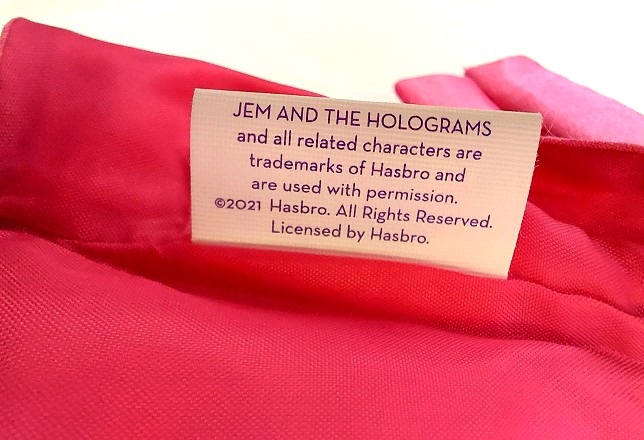 JEM AND THE HOLOGRAMS
and all related characters are
trademarks of Hasbro and
are used with permission.
©2021 Hasbro. All Rights Reserved.
Licensed by Hasbro.